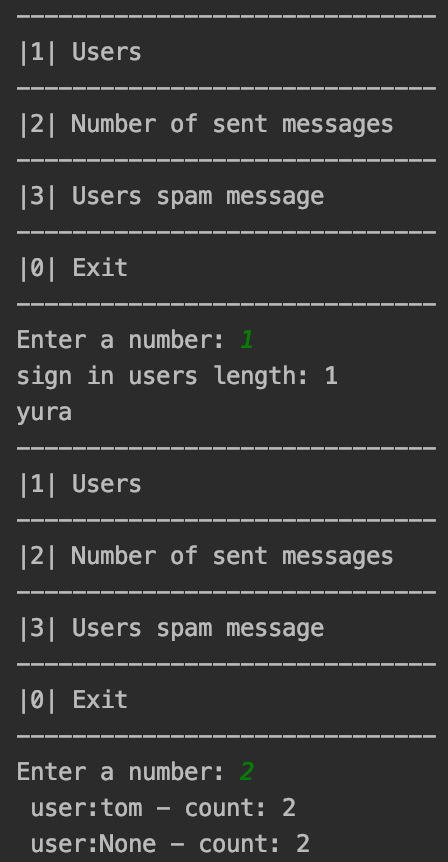 ------------------------------
|1| Users
------------------------------
|2| Number of sent messages
------------------------------
|3| Users spam message
------------------------------
|0| Exit
------------------------------
Enter a number: 1
sign in users length: 1
yura
------------------------------
|1| Users
------------------------------
|2| Number of sent messages
------------------------------
|3| Users spam message
------------------------------
|0| Exit
------------------------------
Enter a number: 2
 user:tom - count: 2
 user:None - count: 2